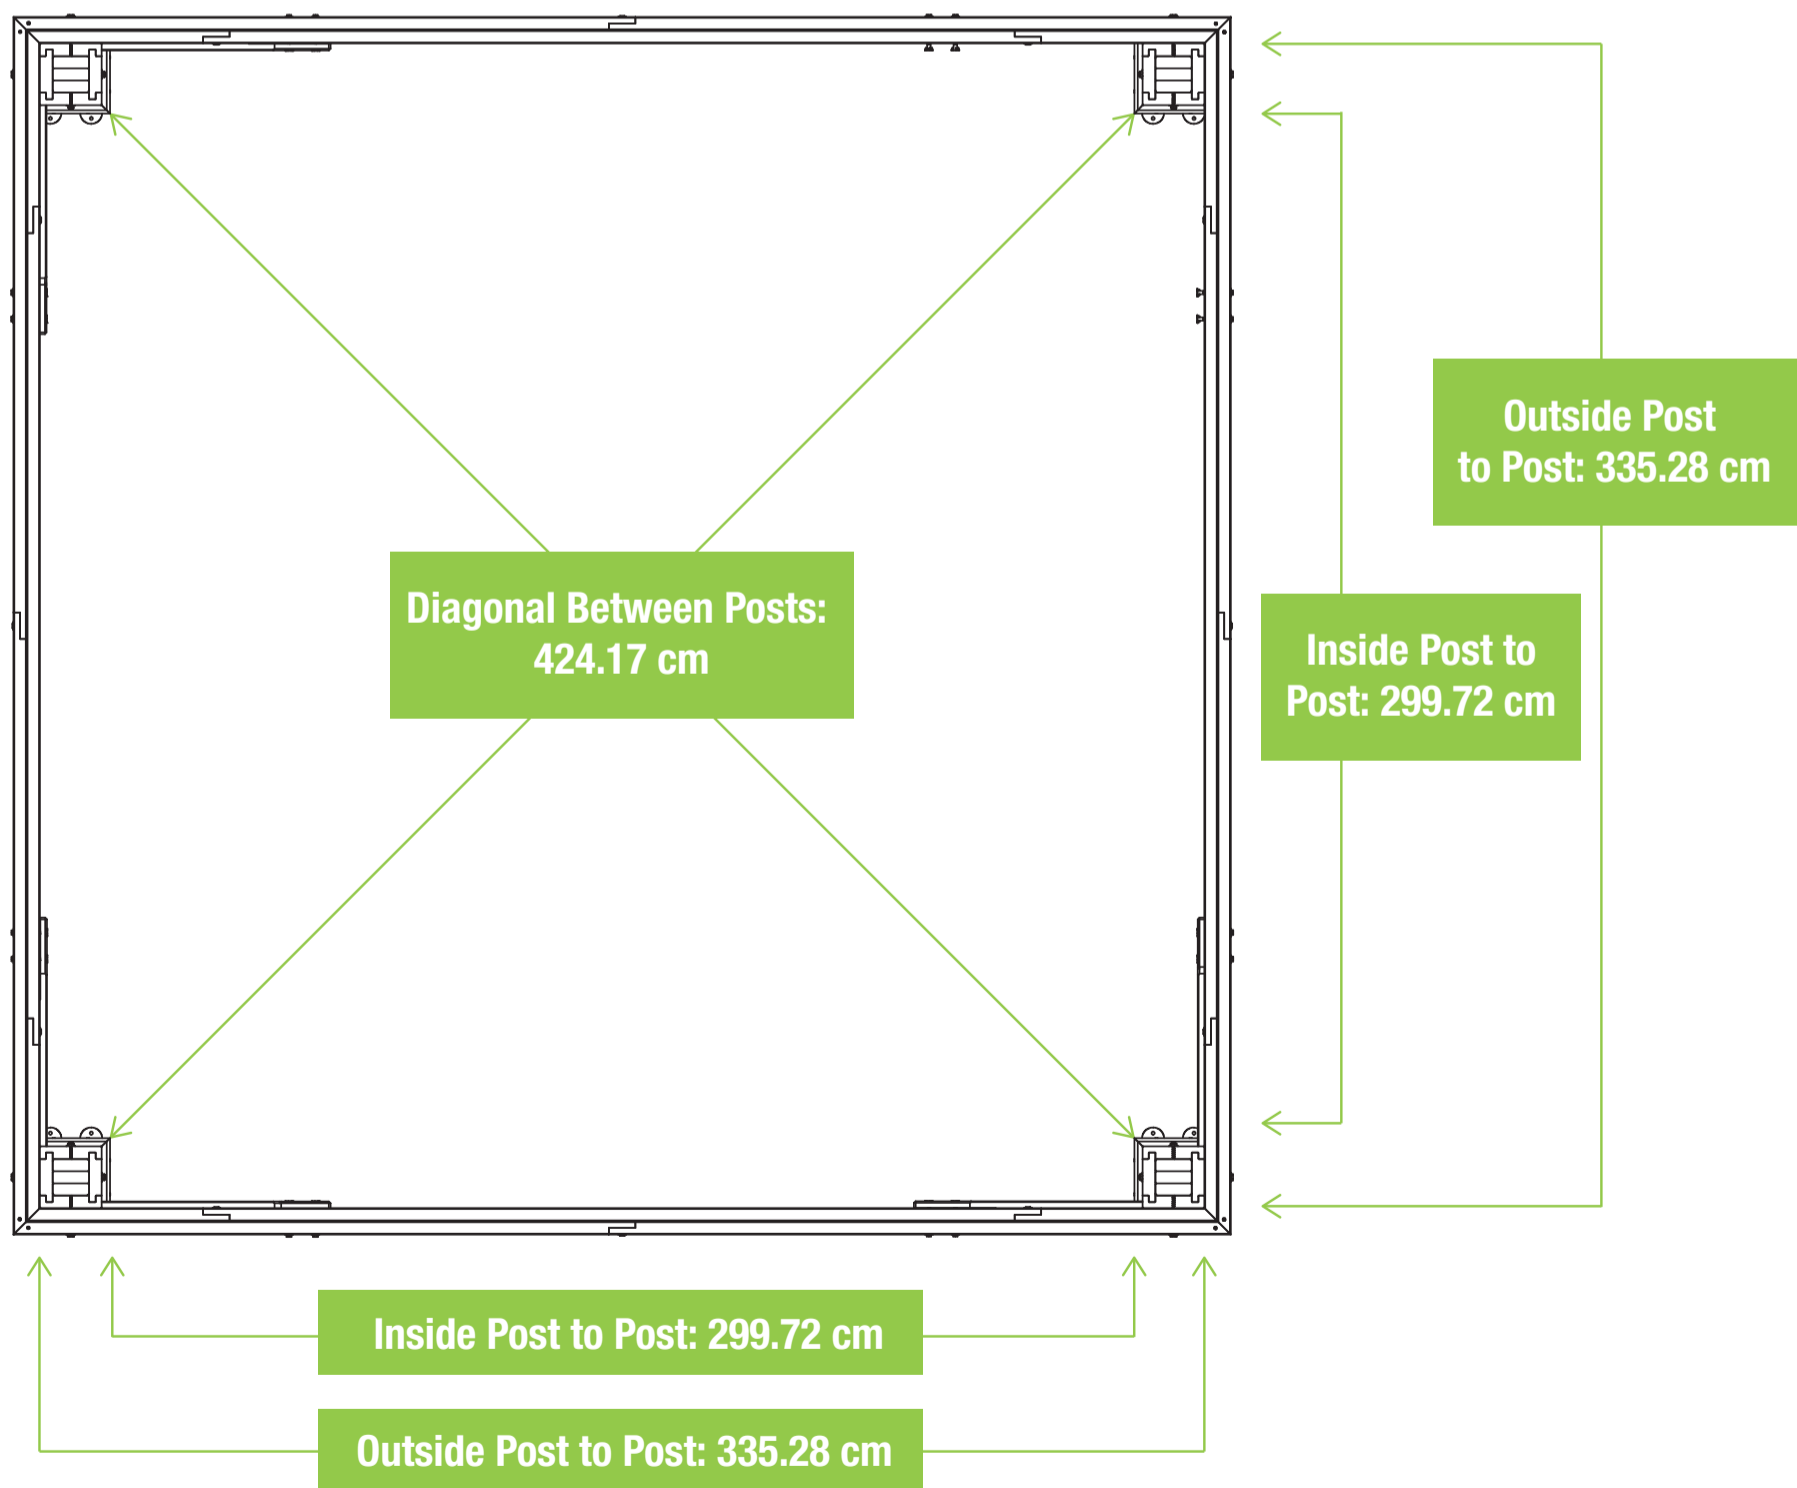 Outside Post
to Post: 335.28 cm
Diagonal Between Posts:
424.17 cm
Inside Post to
Post: 299.72 cm
Inside Post to Post: 299.72 cm
Outside Post to Post: 335.28 cm